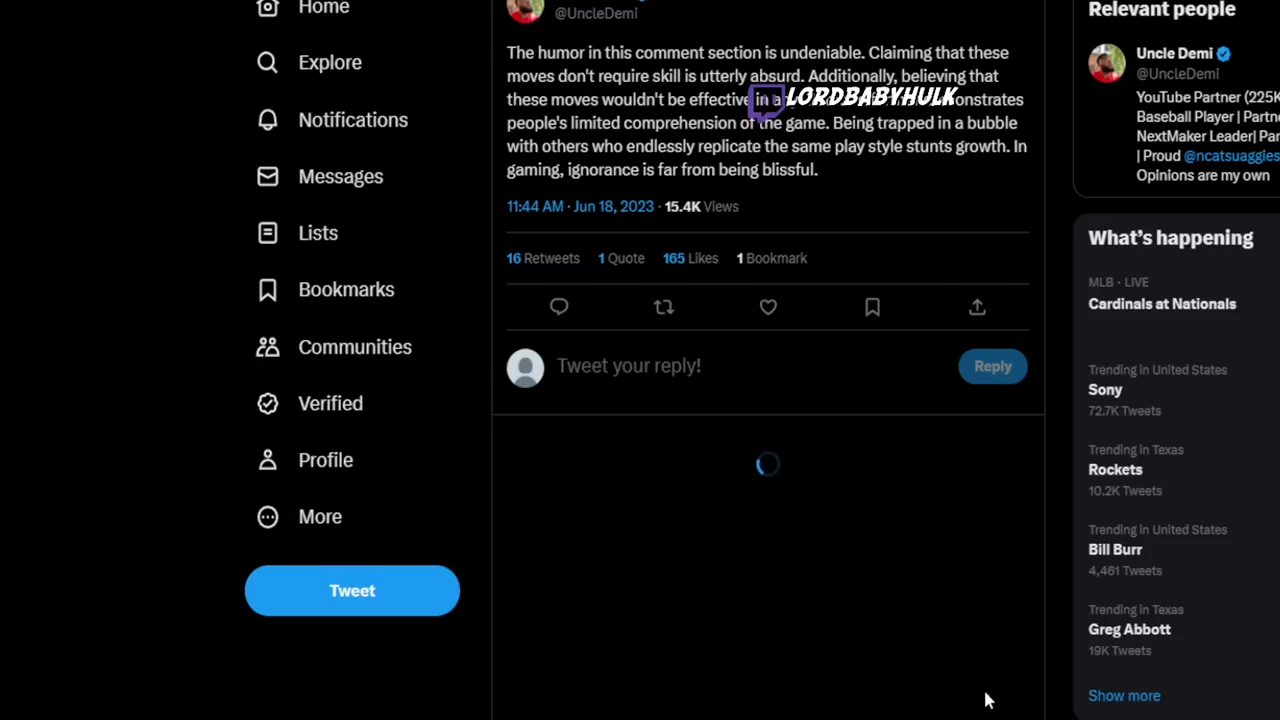 Home
Explore
Notifications
Messages
Lists
Bookmarks
Communities
Verified
Profile
More
Tweet
@UncleDemi
The humor in this comment section is undeniable. Claiming that these
moves don't require skill is utterly absurd. Additionally, believing that
these moves wouldn't be effective in a
LORDBABYHULK
people's limited comprehension of the game. Being trapped in a bubble
with others who endlessly replicate the same play style stunts growth. In
gaming, ignorance is far from being blissful.
11:44 AM · Jun 18, 2023 · 15.4K Views
16 Retweets 1 Quote 165 Likes 1 Bookmark
Tweet your reply!
Reply
Relevant people
Uncle Demi
@UncleDemi
YouTube Partner (225K
Baseball Player | Partne
NextMaker Leader| Par
| Proud @ncatsuaggies
Opinions are my own
What's happening
MLB · LIVE
Cardinals at Nationals
Trending in United States
Sony
72.7K Tweets
Trending in Texas
Rockets
10.2K Tweets
Trending in United States
Bill Burr
4,461 Tweets
Trending in Texas
Greg Abbott
19K Tweets
Show more